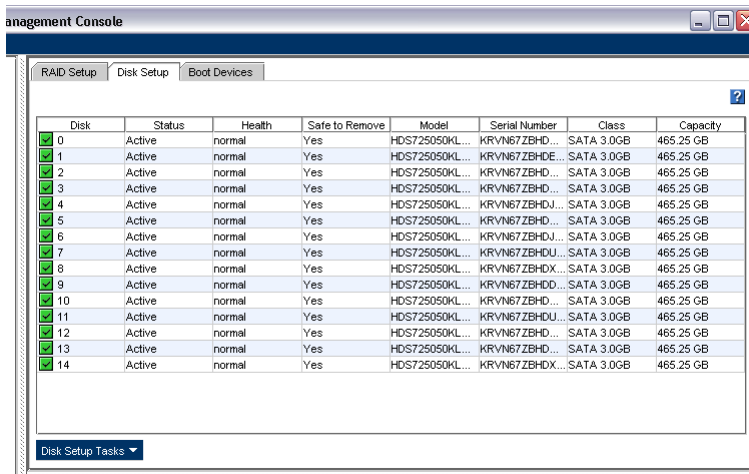 anagement Console
RAID Setup Disk Setup Boot Devices
?
Disk Status Health Safe to Remove Model Serial Number Class Capacity
0 Active normal Yes HDS725050KL... KRVN67ZBHD... SATA 3.0GB 465.25 GB
1 Active normal Yes HDS725050KL... KRVN67ZBHDE... SATA 3.0GB 465.25 GB
2 Active normal Yes HDS725050KL... KRVN67ZBHD... SATA 3.0GB 465.25 GB
3 Active normal Yes HDS725050KL... KRVN67ZBHD... SATA 3.0GB 465.25 GB
4 Active normal Yes HDS725050KL... KRVN67ZBHDJ... SATA 3.0GB 465.25 GB
5 Active normal Yes HDS725050KL... KRVN67ZBHD... SATA 3.0GB 465.25 GB
6 Active normal Yes HDS725050KL... KRVN67ZBHDJ... SATA 3.0GB 465.25 GB
7 Active normal Yes HDS725050KL... KRVN67ZBHDU... SATA 3.0GB 465.25 GB
8 Active normal Yes HDS725050KL... KRVN67ZBHDX... SATA 3.0GB 465.25 GB
9 Active normal Yes HDS725050KL... KRVN67ZBHDD... SATA 3.0GB 465.25 GB
10 Active normal Yes HDS725050KL... KRVN67ZBHD... SATA 3.0GB 465.25 GB
11 Active normal Yes HDS725050KL... KRVN67ZBHDU... SATA 3.0GB 465.25 GB
12 Active normal Yes HDS725050KL... KRVN67ZBHD... SATA 3.0GB 465.25 GB
13 Active normal Yes HDS725050KL... KRVN67ZBHD... SATA 3.0GB 465.25 GB
14 Active normal Yes HDS725050KL... KRVN67ZBHDX... SATA 3.0GB 465.25 GB
Disk Setup Tasks